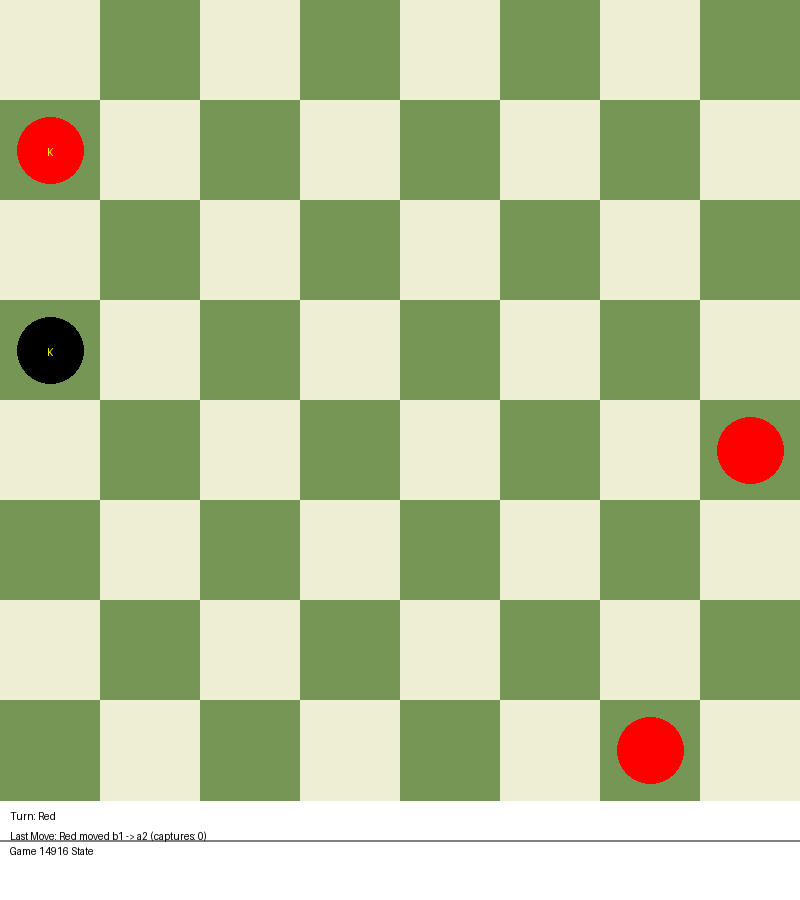 K
K
Turn: Red
Last Move: Red moved b1 -> a2 (captures: 0)
Game 14916 State